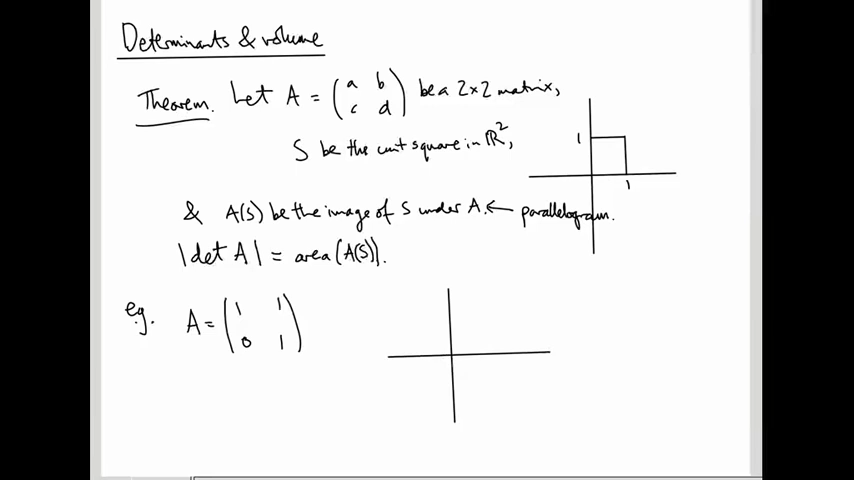 Determinants & volume
Theorem. Let A = (a b
c d) be a 2×2 matrix,
S be the unit square in ℝ²,
1
1
& A(S) be the image of S under A. ← parallelogram.
|det A| = area(A(S)).
eg. A = (1 1
0 1)